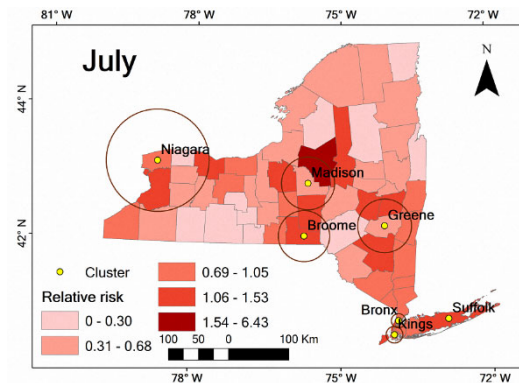 81° W
78° W
75° W
72° W
July
N
44° N
42° N
Niagara
Madison
Broome
Greene
Bronx
Kings
Suffolk
Cluster
Relative risk
0 - 0.30
0.31 - 0.68
0.69 - 1.05
1.06 - 1.53
1.54 - 6.43
100 50 0 100 Km
78° W
75° W
72° W